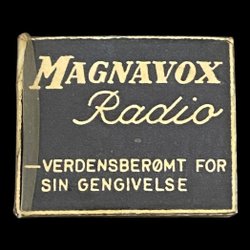 MAGNAVOX
Radio
—VERDENSBERØMT FOR
SIN GENGIVELSE